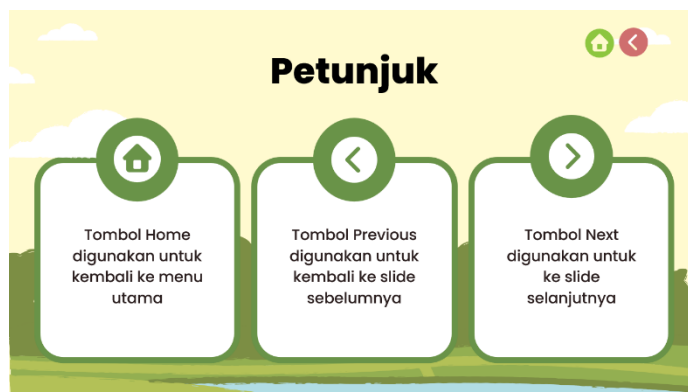 Petunjuk
Tombol Home
digunakan untuk
kembali ke menu
utama
Tombol Previous
digunakan untuk
kembali ke slide
sebelumnya
Tombol Next
digunakan untuk
ke slide
selanjutnya